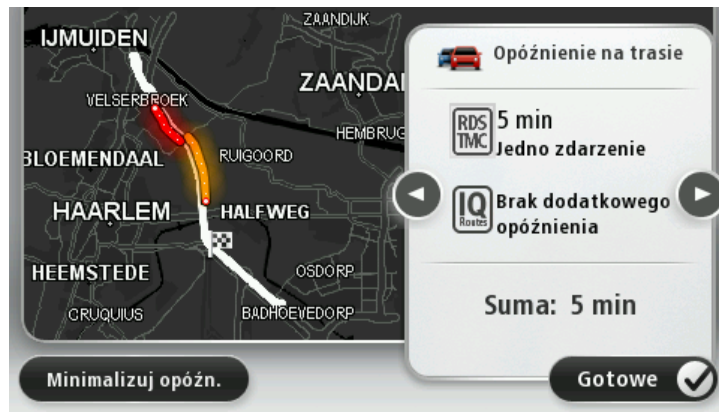 ZAANDIJK
IJMUIDEN
ZAANDA
VELSERBROEK
HEMBRUG
BLOEMENDAAL
RUIGOORD
HAARLEM
HALFWEG
HEEMSTEDE
OSDORP
CRUQUIUS
BADHOEVEDORP
Opóźnienie na trasie
RDS
TMC
5 min
Jedno zdarzenie
IQ
Routes
Brak dodatkowego
opóźnienia
Suma: 5 min
Minimalizuj opóźn.
Gotowe